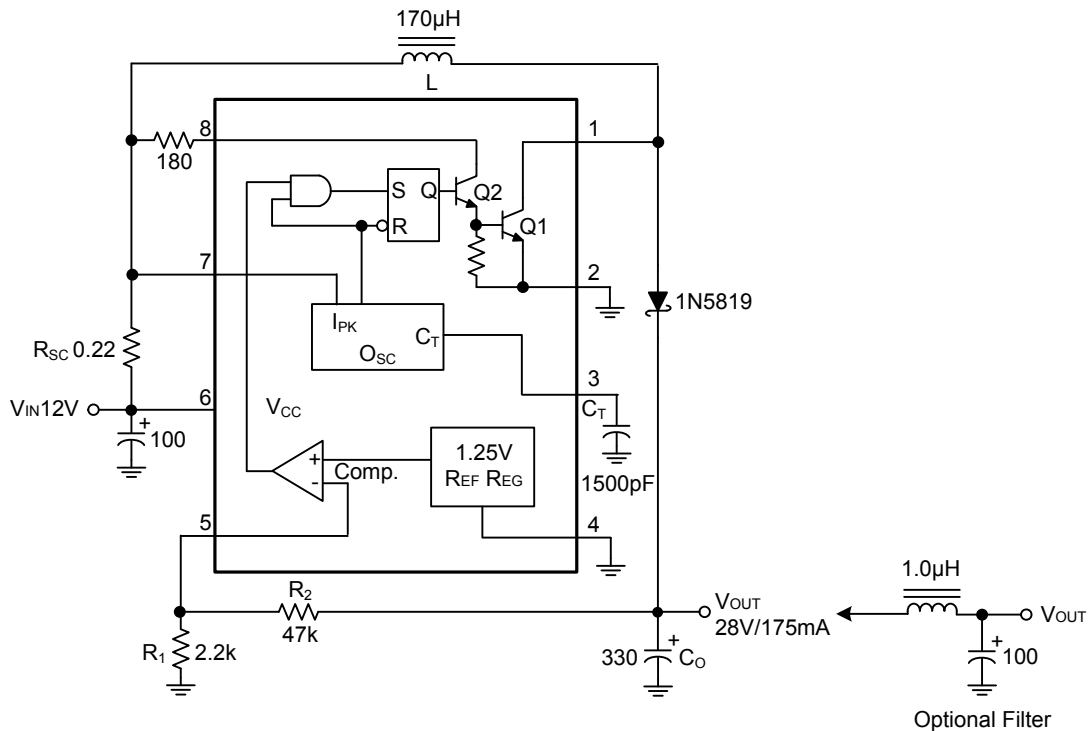 170µH
L
8
180
1
S
Q
R
Q2
Q1
7
2
1N5819
IPK
CT
OSC
RSC 0.22
3
VIN12V
6
VCC
CT
+
100
1.25V
REF REG
+
Comp.
-
1500pF
5
4
R2
47k
1.0µH
VOUT
28V/175mA
VOUT
R1
2.2k
330
+
CO
+
100
Optional Filter